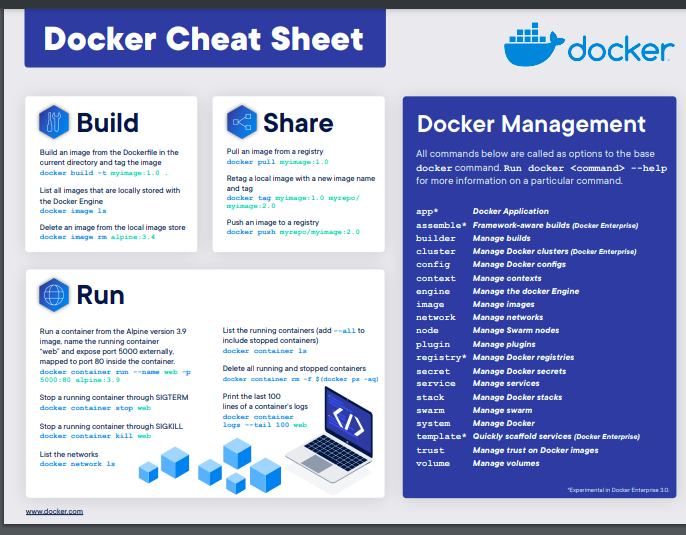 Docker Cheat Sheet
docker
Build
Build an image from the Dockerfile in the
current directory and tag the image
docker build -t myimage:1.0 .
List all images that are locally stored with
the Docker Engine
docker image ls
Delete an image from the local image store
docker image rm alpine:3.4
Share
Pull an image from a registry
docker pull myimage:1.0
Retag a local image with a new image name
and tag
docker tag myimage:1.0 myrepo/
myimage:2.0
Push an image to a registry
docker push myrepo/myimage:2.0
Run
Run a container from the Alpine version 3.9
image, name the running container
"web" and expose port 5000 externally,
mapped to port 80 inside the container.
docker container run --name web -p
5000:80 alpine:3.9
Stop a running container through SIGTERM
docker container stop web
Stop a running container through SIGKILL
docker container kill web
List the networks
docker network ls
List the running containers (add --all to
include stopped containers)
docker container ls
Delete all running and stopped containers
docker container rm -f $(docker ps -aq)
Print the last 100
lines of a container's logs
docker container
logs --tail 100 web
</>
Docker Management
All commands below are called as options to the base
docker command. Run docker <command> --help
for more information on a particular command.
app* Docker Application
assemble* Framework-aware builds (Docker Enterprise)
builder Manage builds
cluster Manage Docker clusters (Docker Enterprise)
config Manage Docker configs
context Manage contexts
engine Manage the docker Engine
image Manage images
network Manage networks
node Manage Swarm nodes
plugin Manage plugins
registry* Manage Docker registries
secret Manage Docker secrets
service Manage services
stack Manage Docker stacks
swarm Manage swarm
system Manage Docker
template* Quickly scaffold services (Docker Enterprise)
trust Manage trust on Docker images
volume Manage volumes
*Experimental in Docker Enterprise 3.0.
www.docker.com